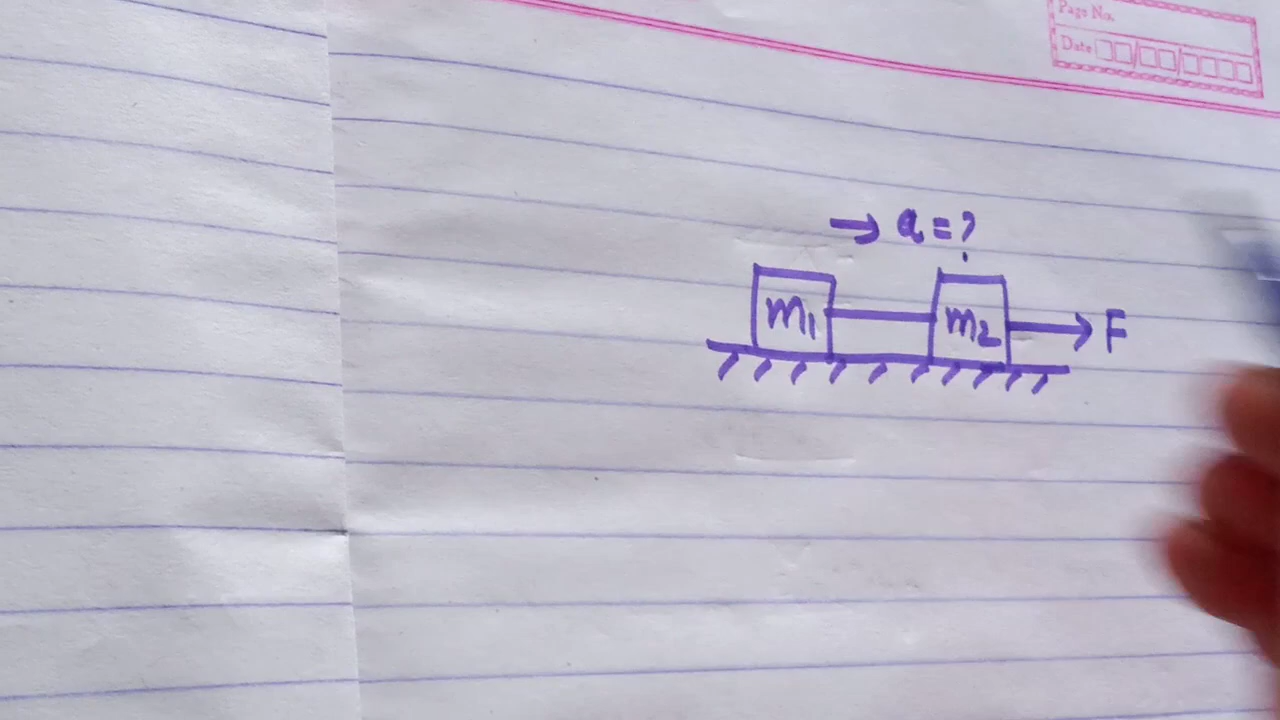 Page No.
Date
→ a = ?
m₁ m₂ → F